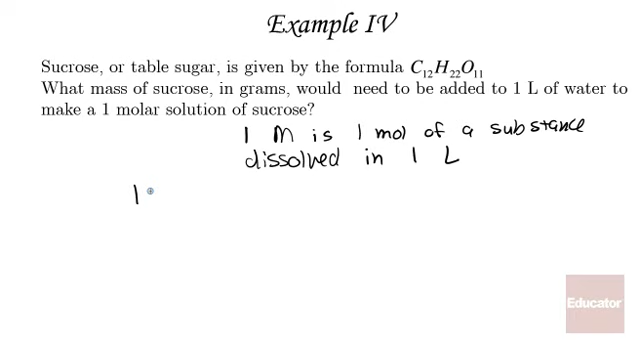 Example IV
Sucrose, or table sugar, is given by the formula C₁₂H₂₂O₁₁
What mass of sucrose, in grams, would need to be added to 1 L of water to
make a 1 molar solution of sucrose?
1 M is 1 mol of a substance
dissolved in 1 L
1
Educator